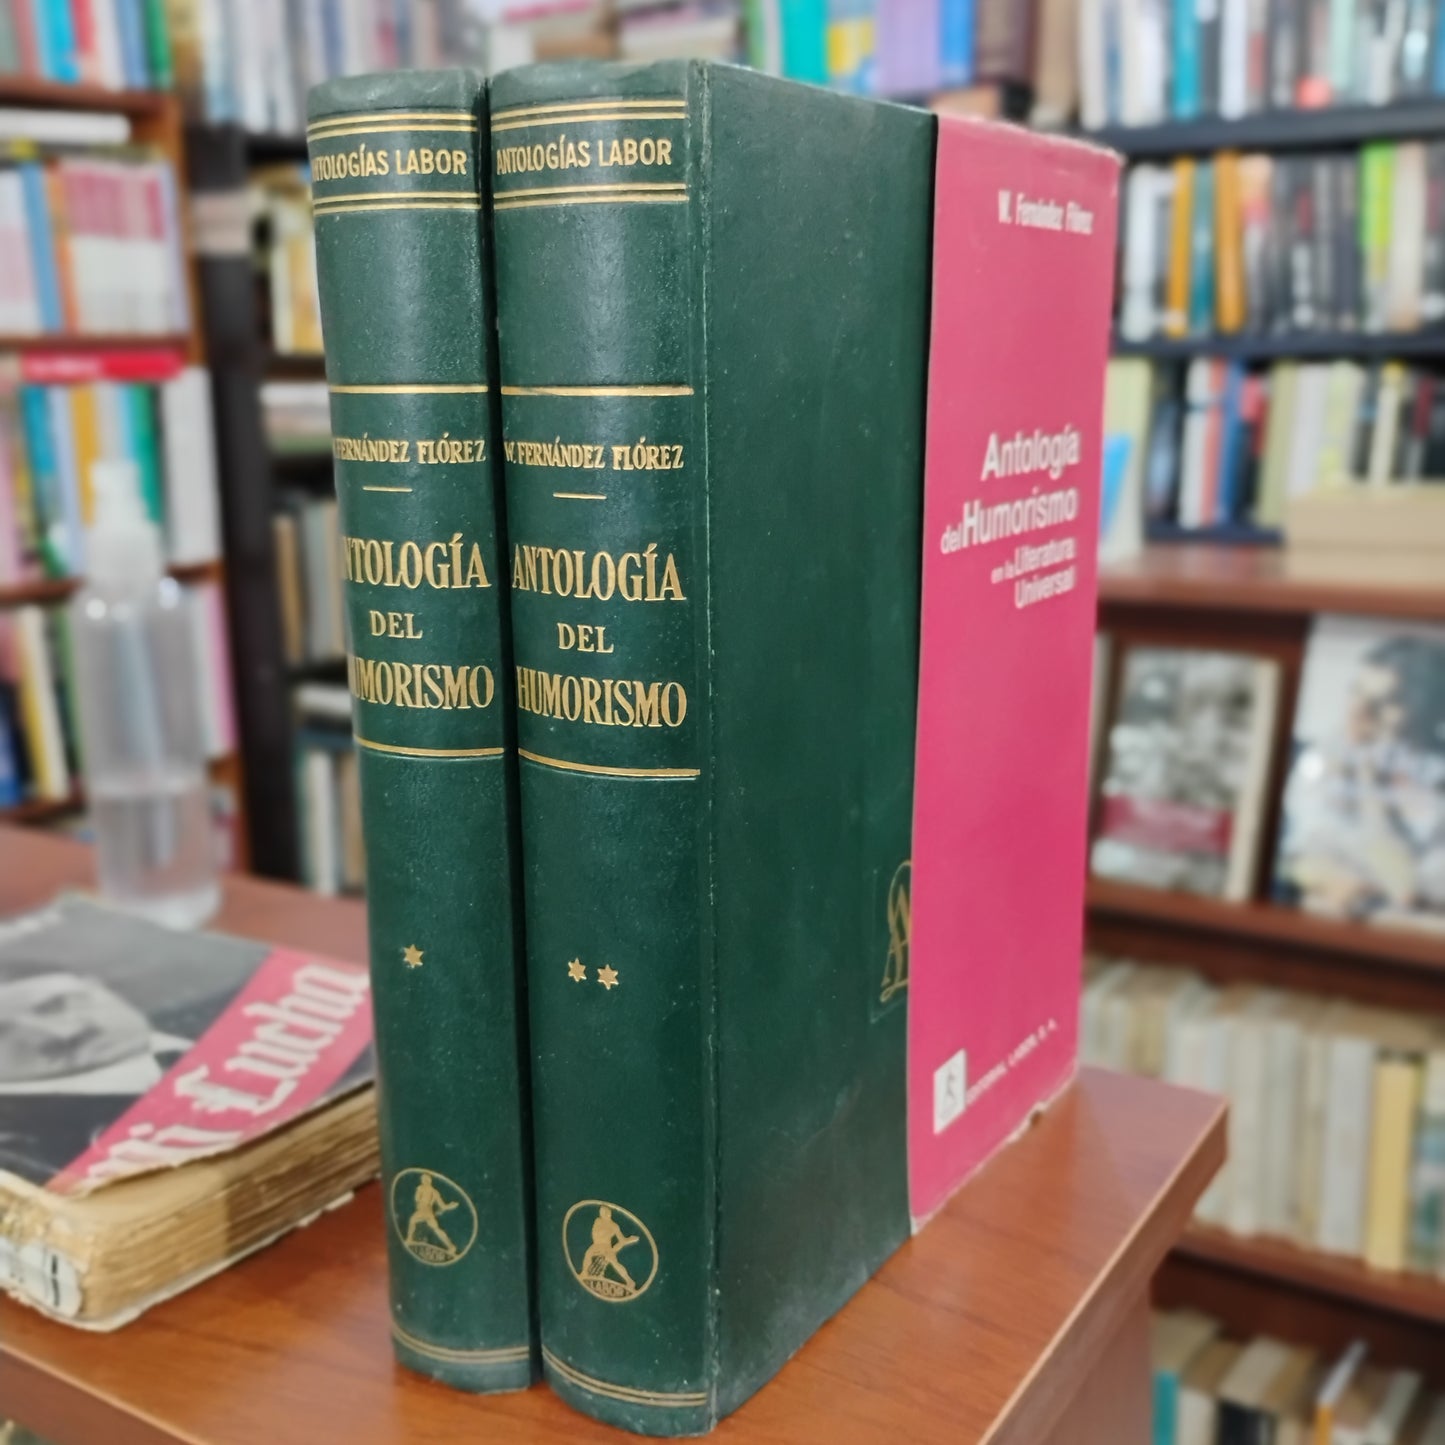 ANTOLOGÍAS LABOR
FERNÁNDEZ FLÓREZ
ANTOLOGÍA
DEL
HUMORISMO
LABOR
ANTOLOGÍAS LABOR
W. FERNÁNDEZ FLÓREZ
ANTOLOGÍA
DEL
HUMORISMO
LABOR
W. Fernández Flórez
Antología
del Humorismo
en la Literatura
Universal
EDITORIAL LABOR, S. A.
Mi Lucha